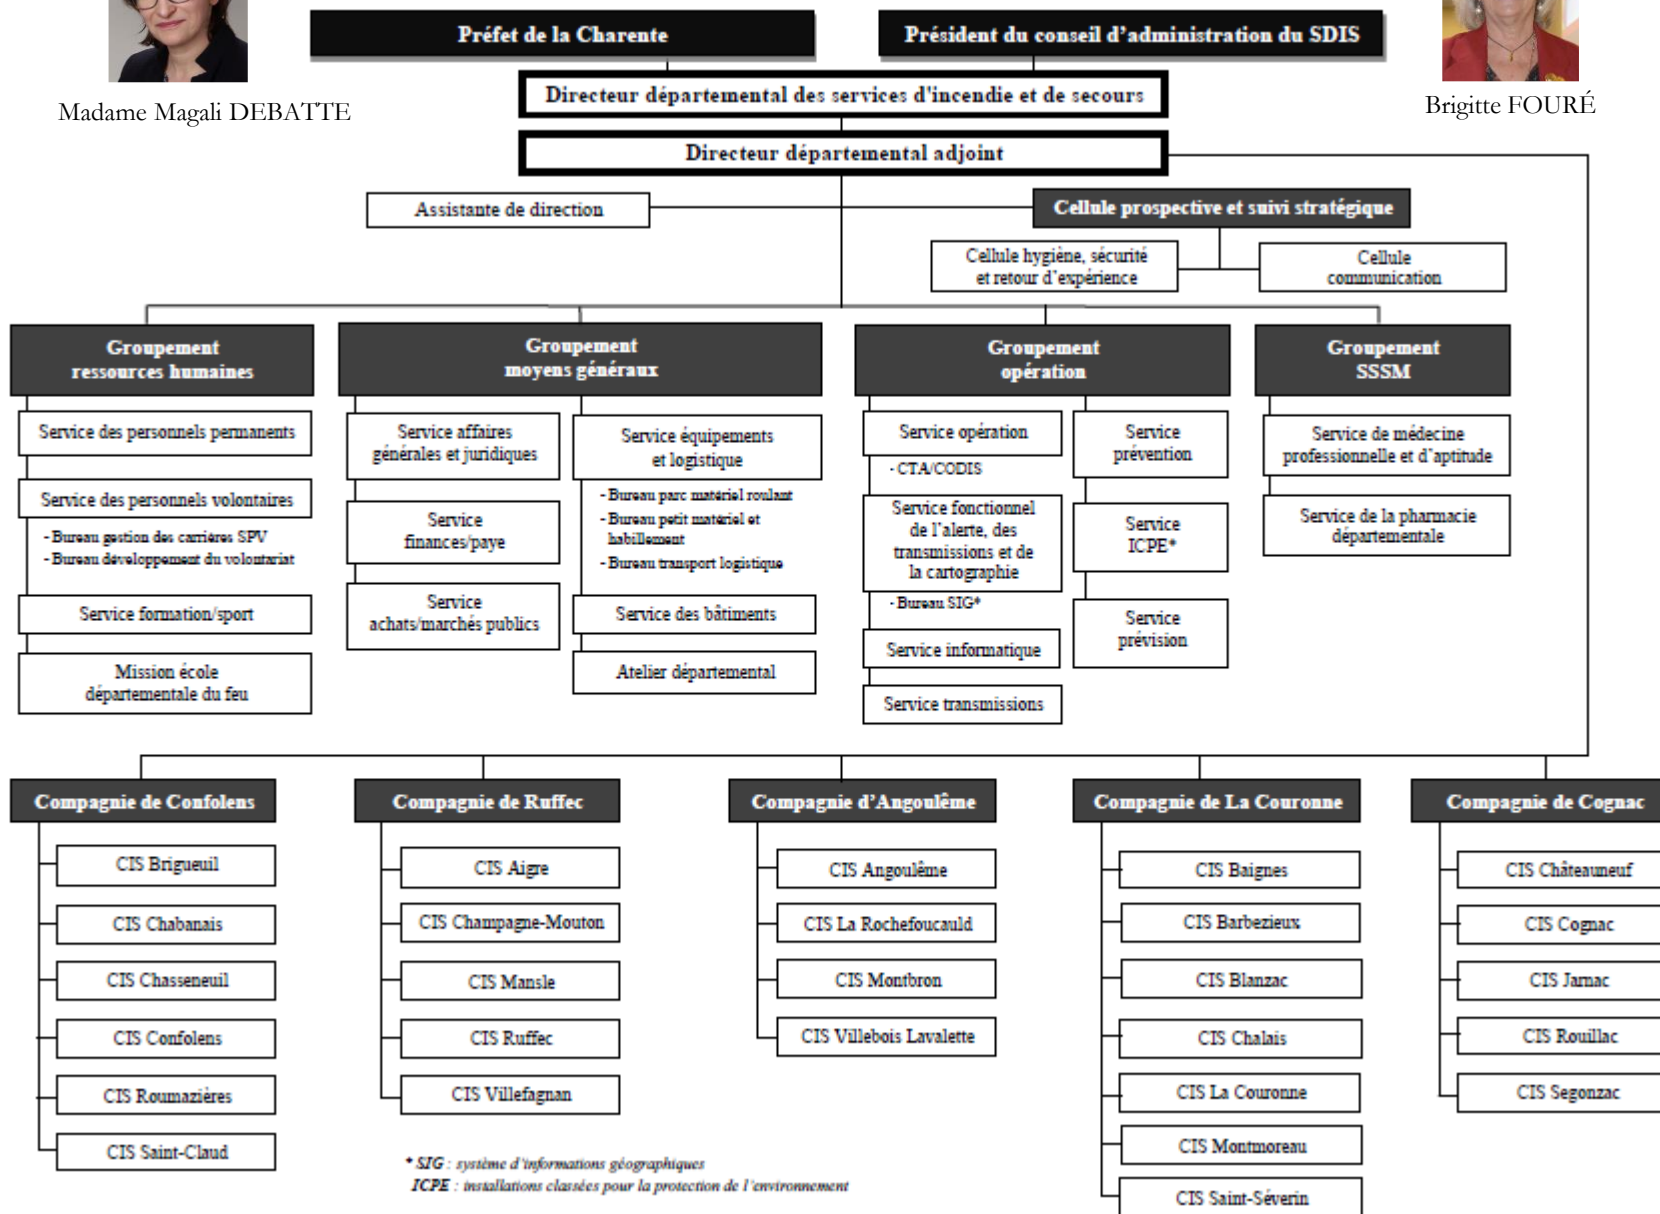 Préfet de la Charente
Président du conseil d'administration du SDIS
Madame Magali DEBATTE
Brigitte FOURÉ
Directeur départemental des services d'incendie et de secours
Directeur départemental adjoint
Assistante de direction
Cellule prospective et suivi stratégique
Cellule hygiène, sécurité
et retour d'expérience
Cellule
communication
Groupement
ressources humaines
Service des personnels permanents
Service des personnels volontaires
- Bureau gestion des carrières SPV
- Bureau développement du volontariat
Service formation/sport
Mission école
départementale du feu
Groupement
moyens généraux
Service affaires
générales et juridiques
Service
finances/paye
Service
achats/marchés publics
Service équipements
et logistique
- Bureau parc matériel roulant
- Bureau petit matériel et
habillement
- Bureau transport logistique
Service des bâtiments
Atelier départemental
Groupement
opération
Service opération
- CTA/CODIS
Service fonctionnel
de l'alerte, des
transmissions et de
la cartographie
- Bureau SIG*
Service informatique
Service transmissions
Service
prévention
Service
ICPE*
Service
prévision
Groupement
SSSM
Service de médecine
professionnelle et d'aptitude
Service de la pharmacie
départementale
Compagnie de Confolens
CIS Brigueuil
CIS Chabanais
CIS Chasseneuil
CIS Confolens
CIS Roumazières
CIS Saint-Claud
Compagnie de Ruffec
CIS Aigre
CIS Champagne-Mouton
CIS Mansle
CIS Ruffec
CIS Villefagnan
Compagnie d'Angoulême
CIS Angoulême
CIS La Rochefoucauld
CIS Montbron
CIS Villebois Lavalette
Compagnie de La Couronne
CIS Baignes
CIS Barbezieux
CIS Blanzac
CIS Chalais
CIS La Couronne
CIS Montmoreau
CIS Saint-Séverin
Compagnie de Cognac
CIS Châteauneuf
CIS Cognac
CIS Jarnac
CIS Rouillac
CIS Segonzac
* SIG : système d'informations géographiques
ICPE : installations classées pour la protection de l'environnement